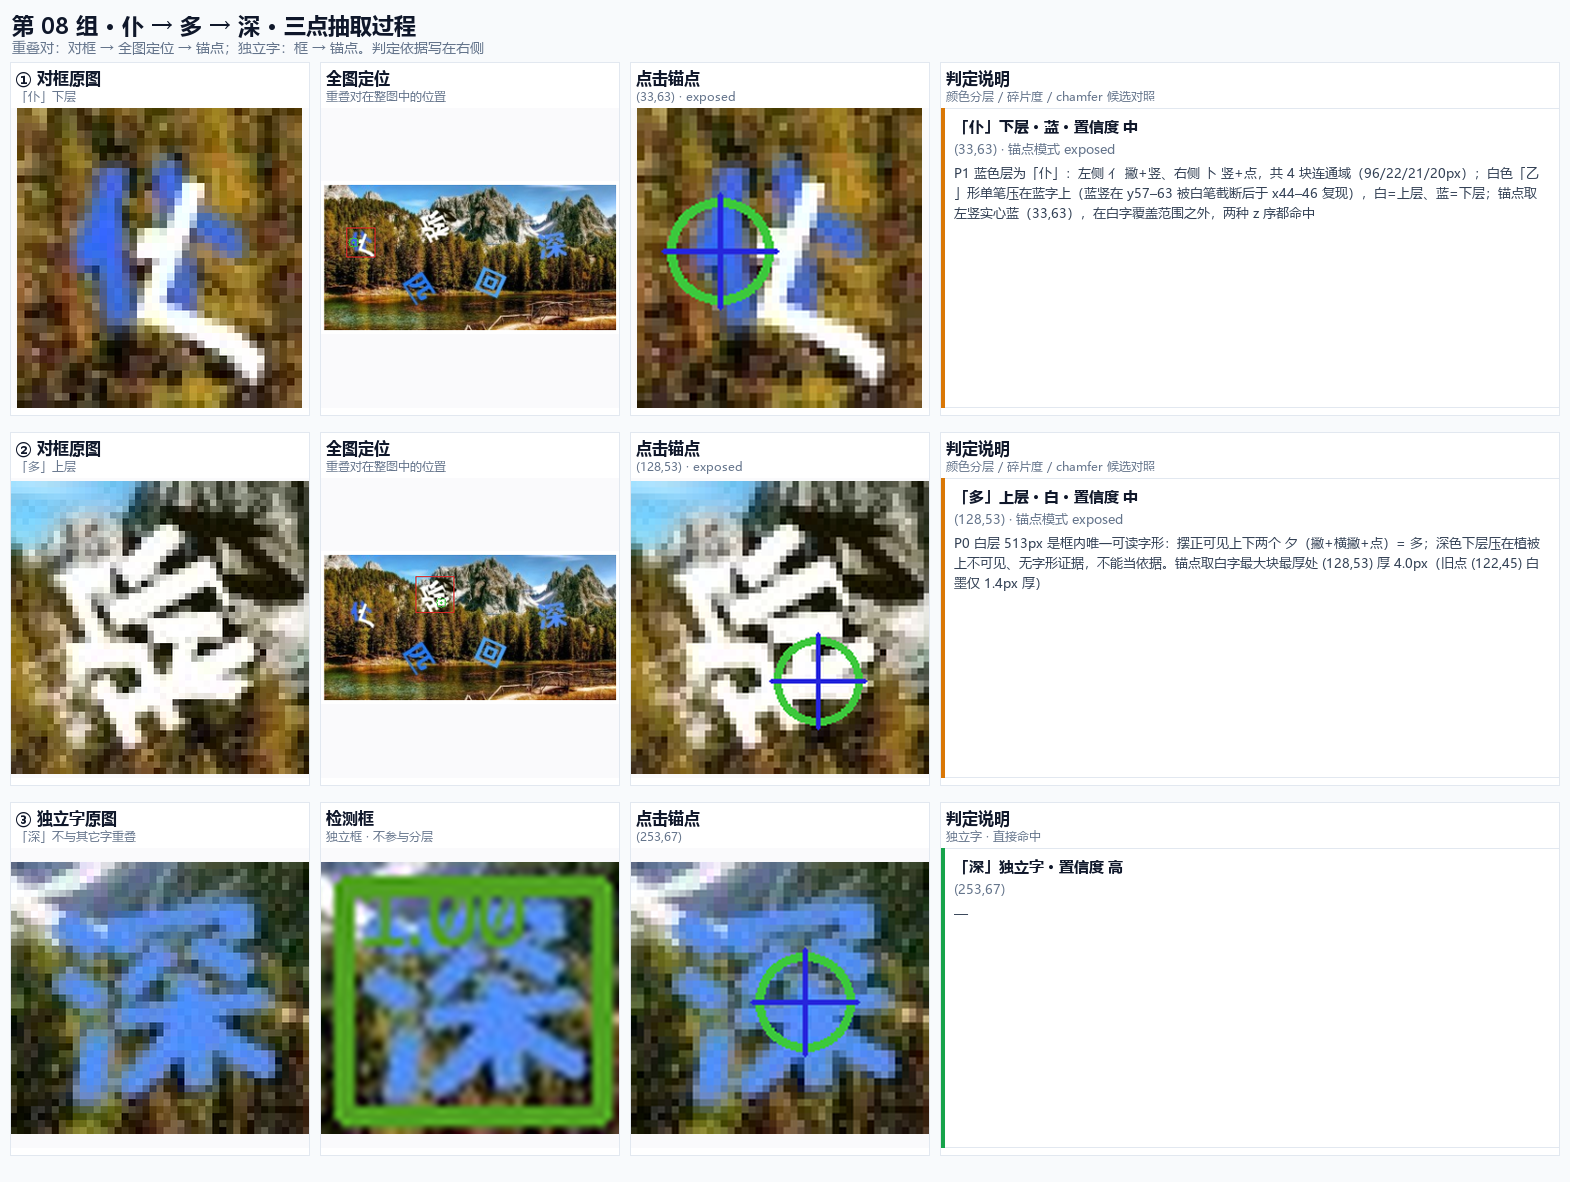 第 08 组 · 仆 → 多 → 深 · 三点抽取过程
重叠对：对框 → 全图定位 → 锚点；独立字：框 → 锚点。判定依据写在右侧
① 对框原图
「仆」下层
全图定位
重叠对在整图中的位置
点击锚点
(33,63) · exposed
判定说明
颜色分层 / 碎片度 / chamfer 候选对照
「仆」下层 · 蓝 · 置信度 中
(33,63) · 锚点模式 exposed
P1 蓝色层为「仆」：左侧 亻 撇+竖、右侧 卜 竖+点，共 4 块连通域（96/22/21/20px）；白色「乙
」形单笔压在蓝字上（蓝竖在 y57–63 被白笔截断后于 x44–46 复现），白=上层、蓝=下层；锚点取
左竖实心蓝（33,63），在白字覆盖范围之外，两种 z 序都命中
② 对框原图
「多」上层
全图定位
重叠对在整图中的位置
点击锚点
(128,53) · exposed
判定说明
颜色分层 / 碎片度 / chamfer 候选对照
「多」上层 · 白 · 置信度 中
(128,53) · 锚点模式 exposed
P0 白层 513px 是框内唯一可读字形：摆正可见上下两个 夕（撇+横撇+点）= 多；深色下层压在植被
上不可见、无字形证据，不能当依据。锚点取白字最大块最厚处 (128,53) 厚 4.0px（旧点 (122,45) 白
墨仅 1.4px 厚）
③ 独立字原图
「深」不与其它字重叠
检测框
独立框 · 不参与分层
1.00
点击锚点
(253,67)
判定说明
独立字 · 直接命中
「深」独立字 · 置信度 高
(253,67)
—
深
回